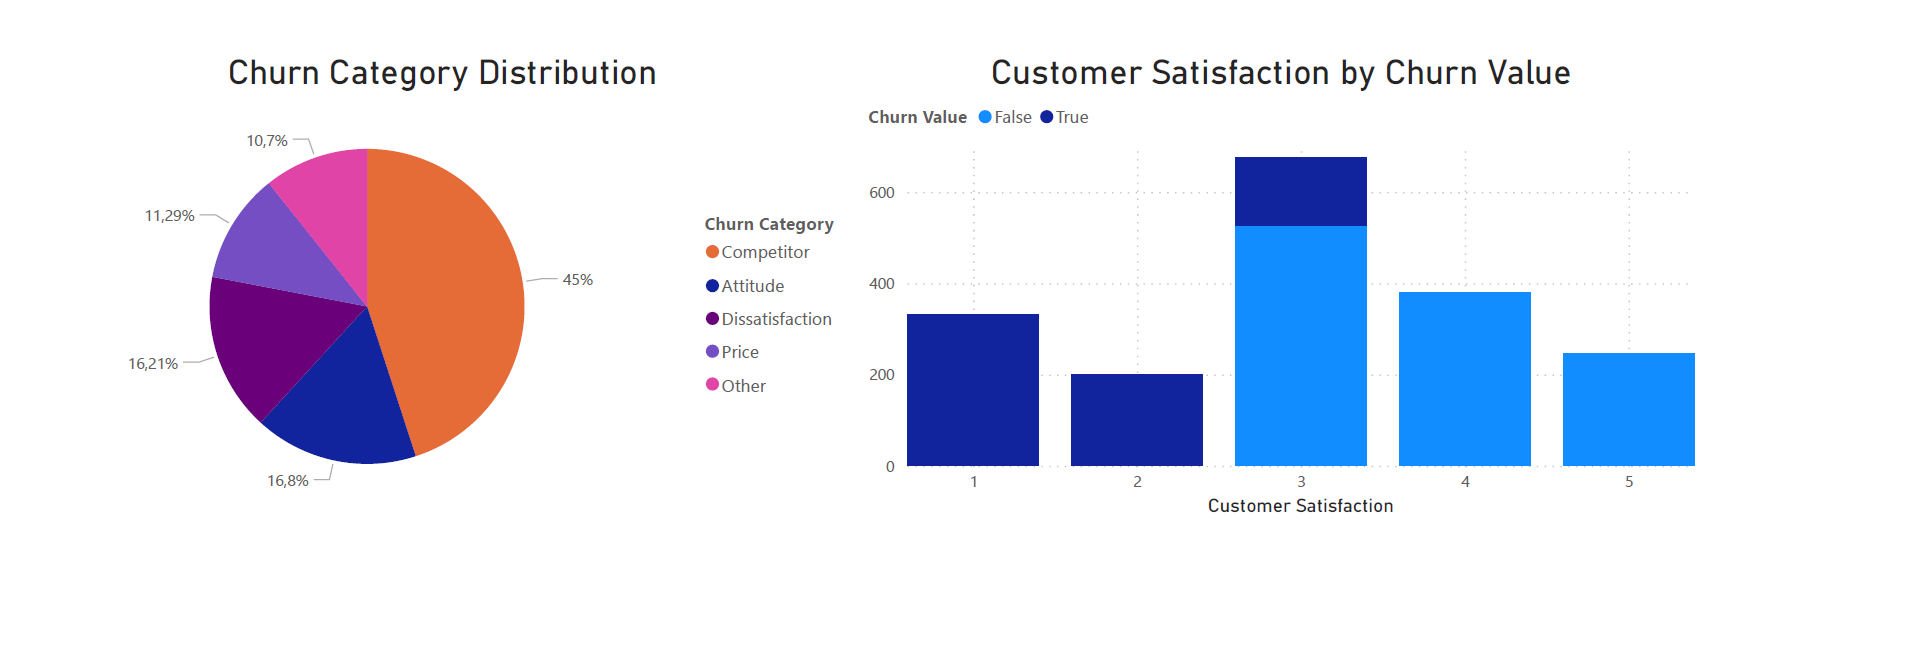 Churn Category Distribution
10,7%
11,29%
45%
16,21%
16,8%
Churn Category
Competitor
Attitude
Dissatisfaction
Price
Other
Customer Satisfaction by Churn Value
Churn Value False True
600
400
200
0
1 2 3 4 5
Customer Satisfaction